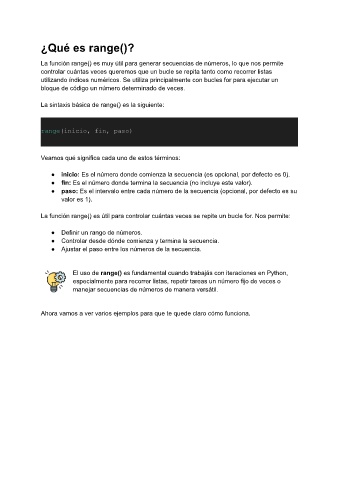 ¿Qué es range()?
La función range() es muy útil para generar secuencias de números, lo que nos permite
controlar cuántas veces queremos que un bucle se repita tanto como recorrer listas
utilizando índices numéricos. Se utiliza principalmente con bucles for para ejecutar un
bloque de código un número determinado de veces.
La sintaxis básica de range() es la siguiente:
range(inicio, fin, paso)
Veamos qué significa cada uno de estos términos:
● inicio: Es el número donde comienza la secuencia (es opcional, por defecto es 0).
● fin: Es el número donde termina la secuencia (no incluye este valor).
● paso: Es el intervalo entre cada número de la secuencia (opcional, por defecto es su
valor es 1).
La función range() es útil para controlar cuántas veces se repite un bucle for. Nos permite:
● Definir un rango de números.
● Controlar desde dónde comienza y termina la secuencia.
● Ajustar el paso entre los números de la secuencia.
El uso de range() es fundamental cuando trabajás con iteraciones en Python,
especialmente para recorrer listas, repetir tareas un número fijo de veces o
manejar secuencias de números de manera versátil.
Ahora vamos a ver varios ejemplos para que te quede claro cómo funciona.